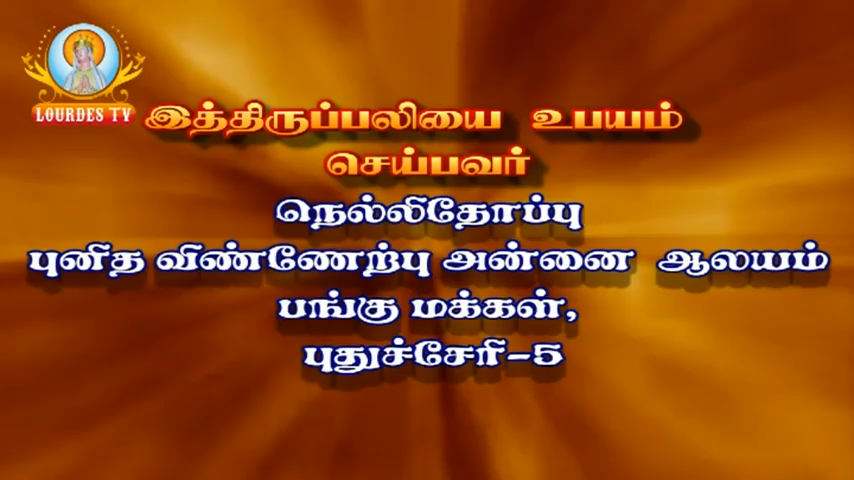 LOURDES TV
இத்திருப்பலியை உபயம்
செய்பவர்
நெல்லிதோப்பு
புனித விண்ணேற்பு அன்னை ஆலயம்
பங்கு மக்கள்,
புதுச்சேரி-5